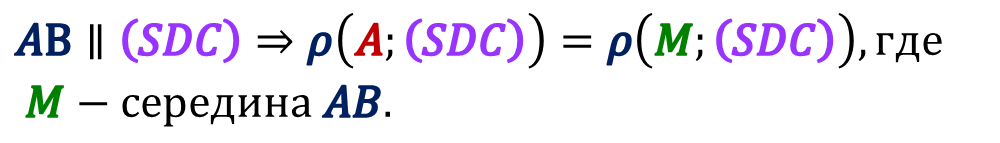 AB ∥ (SDC) ⇒ ρ(A; (SDC)) = ρ(M; (SDC)), где
M − середина AB.